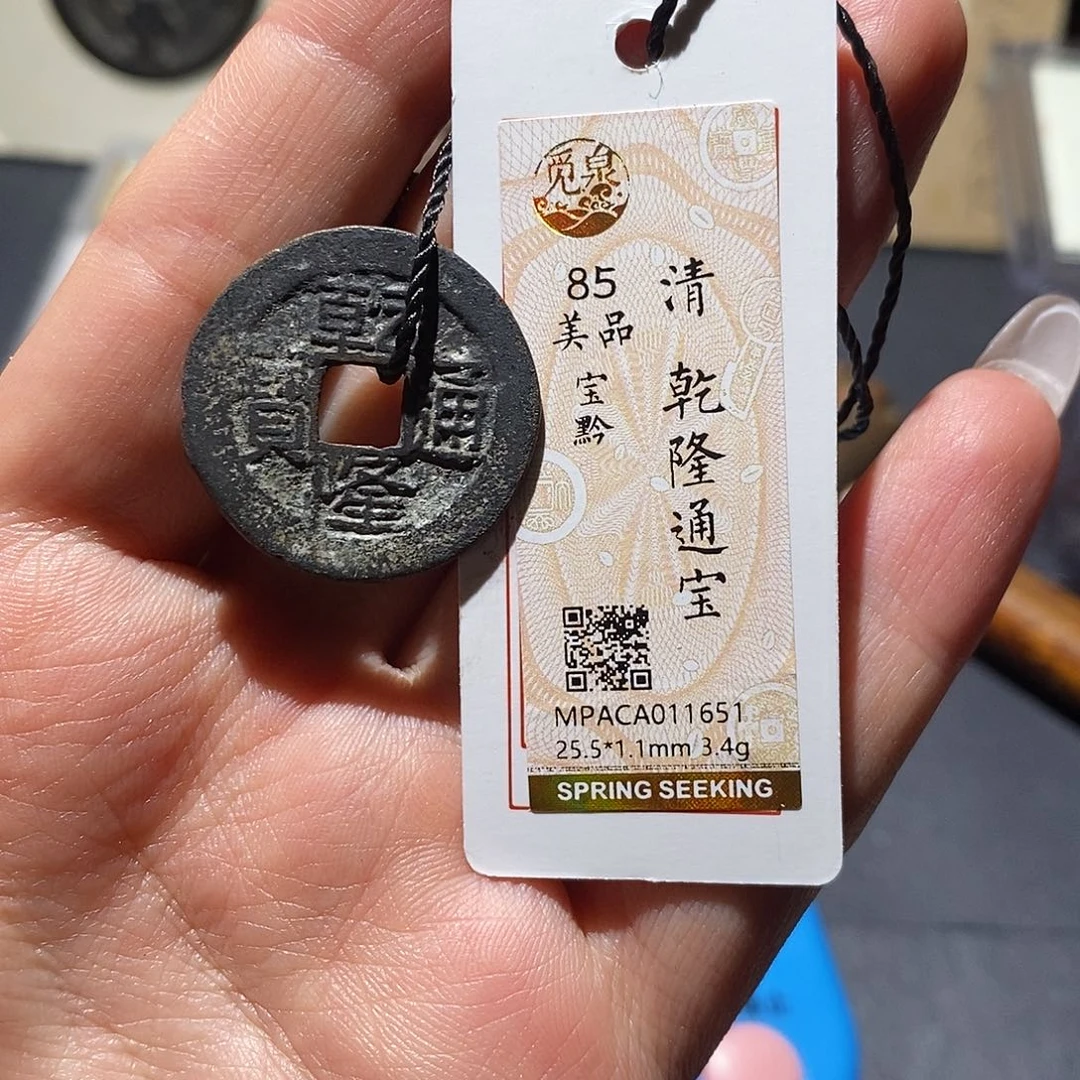 乾隆通寳
觅泉
85
美品
宝黔
清 乾隆通宝
MPACA011651
25.5*1.1mm 3.4g
SPRING SEEKING